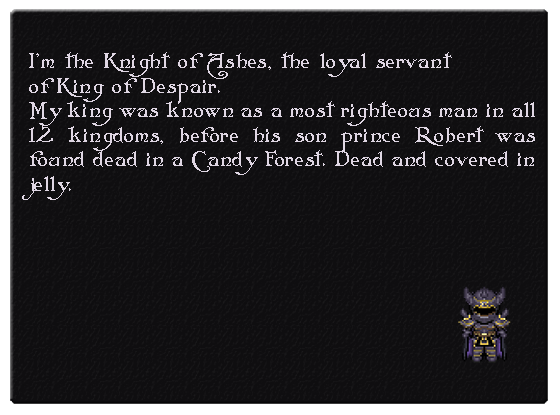 I'm the Knight of Ashes, the loyal servant
of King of Despair.
My king was known as a most righteous man in all
12 kingdoms, before his son prince Robert was
found dead in a Candy Forest. Dead and covered in
jelly.